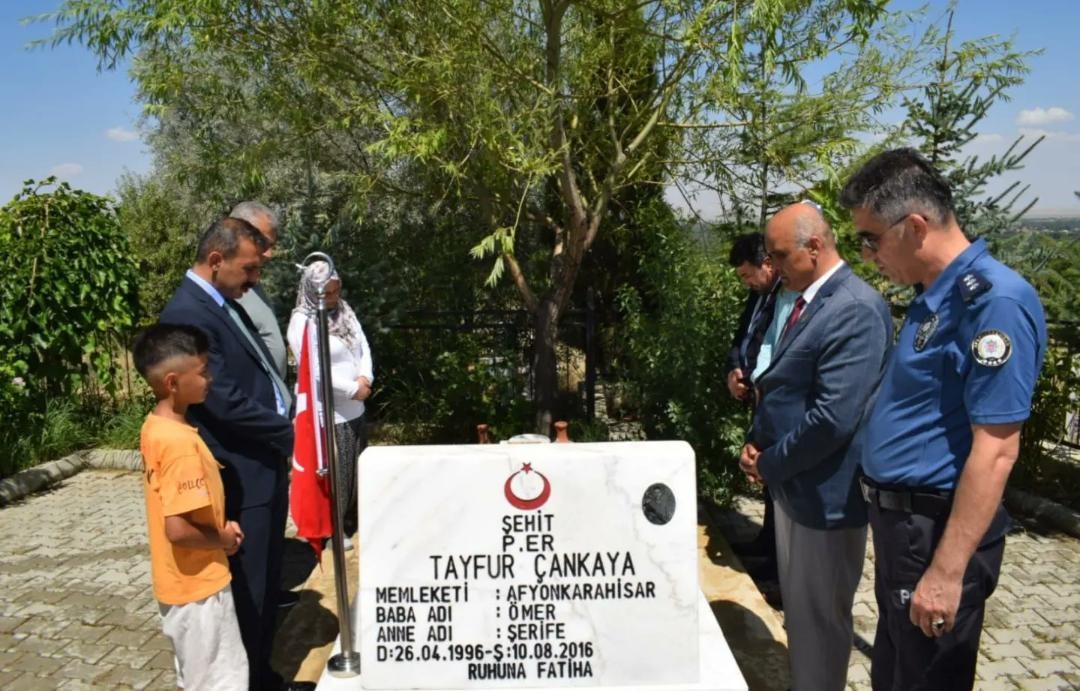 ŞEHİT
P.ER
TAYFUR ÇANKAYA
MEMLEKETİ : AFYONKARAHİSAR
BABA ADI : ÖMER
ANNE ADI : ŞERİFE
D:26.04.1996-Ş:10.08.2016
RUHUNA FATİHA